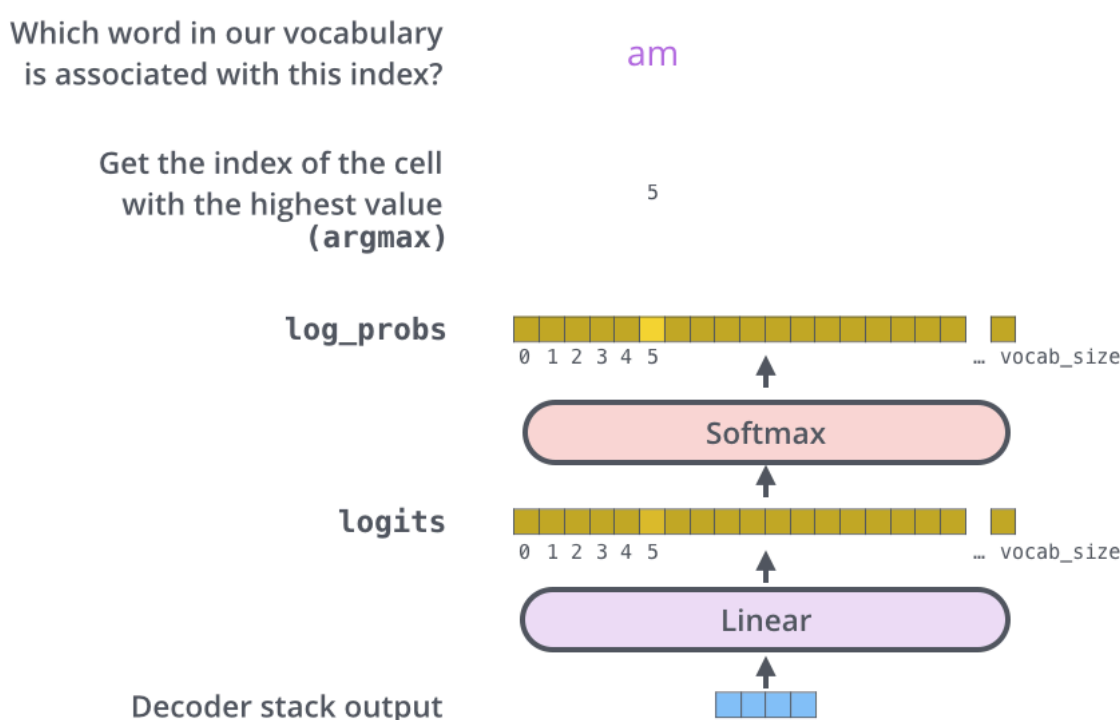 Which word in our vocabulary
is associated with this index?
am
Get the index of the cell
with the highest value
(argmax)
5
log_probs
0 1 2 3 4 5 … vocab_size
Softmax
logits
0 1 2 3 4 5 … vocab_size
Linear
Decoder stack output